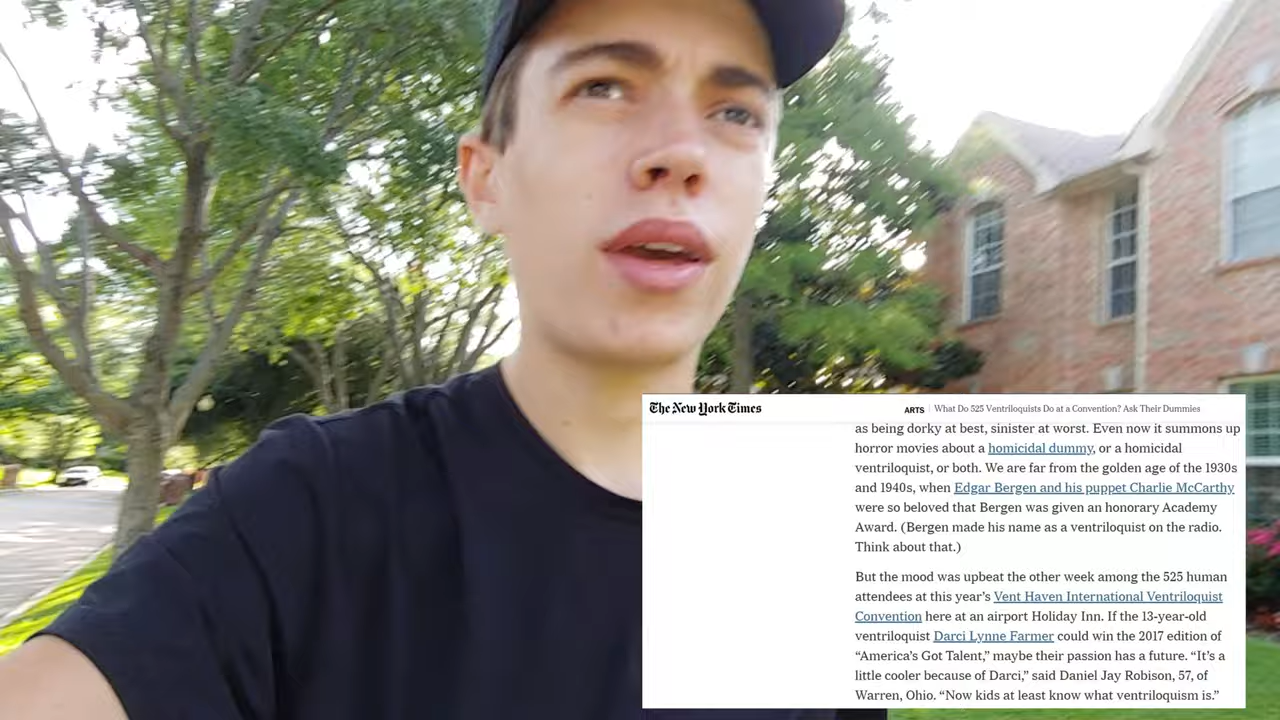 The New York Times
ARTS | What Do 525 Ventriloquists Do at a Convention? Ask Their Dummies
as being dorky at best, sinister at worst. Even now it summons up
horror movies about a homicidal dummy, or a homicidal
ventriloquist, or both. We are far from the golden age of the 1930s
and 1940s, when Edgar Bergen and his puppet Charlie McCarthy
were so beloved that Bergen was given an honorary Academy
Award. (Bergen made his name as a ventriloquist on the radio.
Think about that.)
But the mood was upbeat the other week among the 525 human
attendees at this year’s Vent Haven International Ventriloquist
Convention here at an airport Holiday Inn. If the 13-year-old
ventriloquist Darci Lynne Farmer could win the 2017 edition of
“America’s Got Talent,” maybe their passion has a future. “It’s a
little cooler because of Darci,” said Daniel Jay Robison, 57, of
Warren, Ohio. “Now kids at least know what ventriloquism is.”